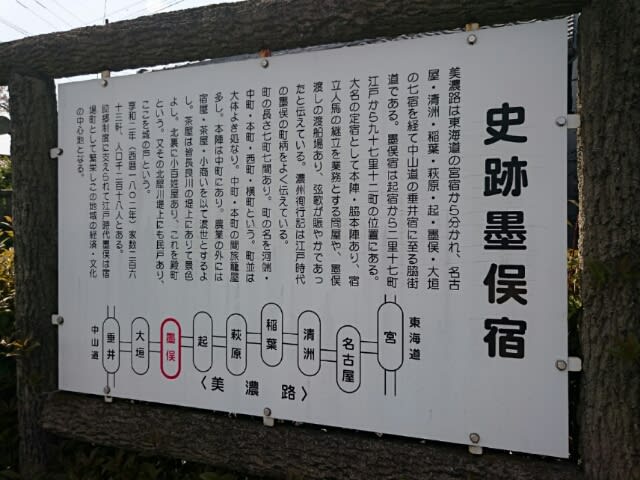 史跡墨俣宿
美濃路は東海道の宮宿から分かれ、名古
屋・清洲・稲葉・萩原・起・墨俣・大垣
の七宿を経て中山道の垂井宿に至る脇街
道である。墨俣宿は起宿から二里十七町
江戸から九十七里十二町の位置にある。
大名の定宿として本陣・脇本陣あり、宿
立人馬の継立を業務とする問屋や、墨俣
渡しの渡船場あり、弦歌が賑やかであっ
たと伝えている。濃州徇行記は江戸時代
の墨俣の町柄をよく伝えている。
町の長さ七町七間あり。町の名を河端・
中町・本町・西町・横町という。町並は
大体よき処なり。中町・本町の間旅籠屋
多し。本陣は中町にあり。農業の外には
宿屋・茶屋・小商いを以て渡世とするよ
し。茶屋は皆長良川の堤上にありて景色
よし。北裏に小百姓屋あり、これを殿町
という。又その北犀川堤上にも民戸あり、
ここを城の戸という。
享和二年(西暦一八〇二年)家数二百六
十三軒、人口千二百十八人とある。
助郷制度に支えられて江戸時代墨俣は宿
場町として繁栄しこの地域の経済・文化
の中心地となる。
東海道
宮
名古屋
清洲
稲葉
萩原
起
墨俣
大垣
垂井
中山道
〈美濃路〉